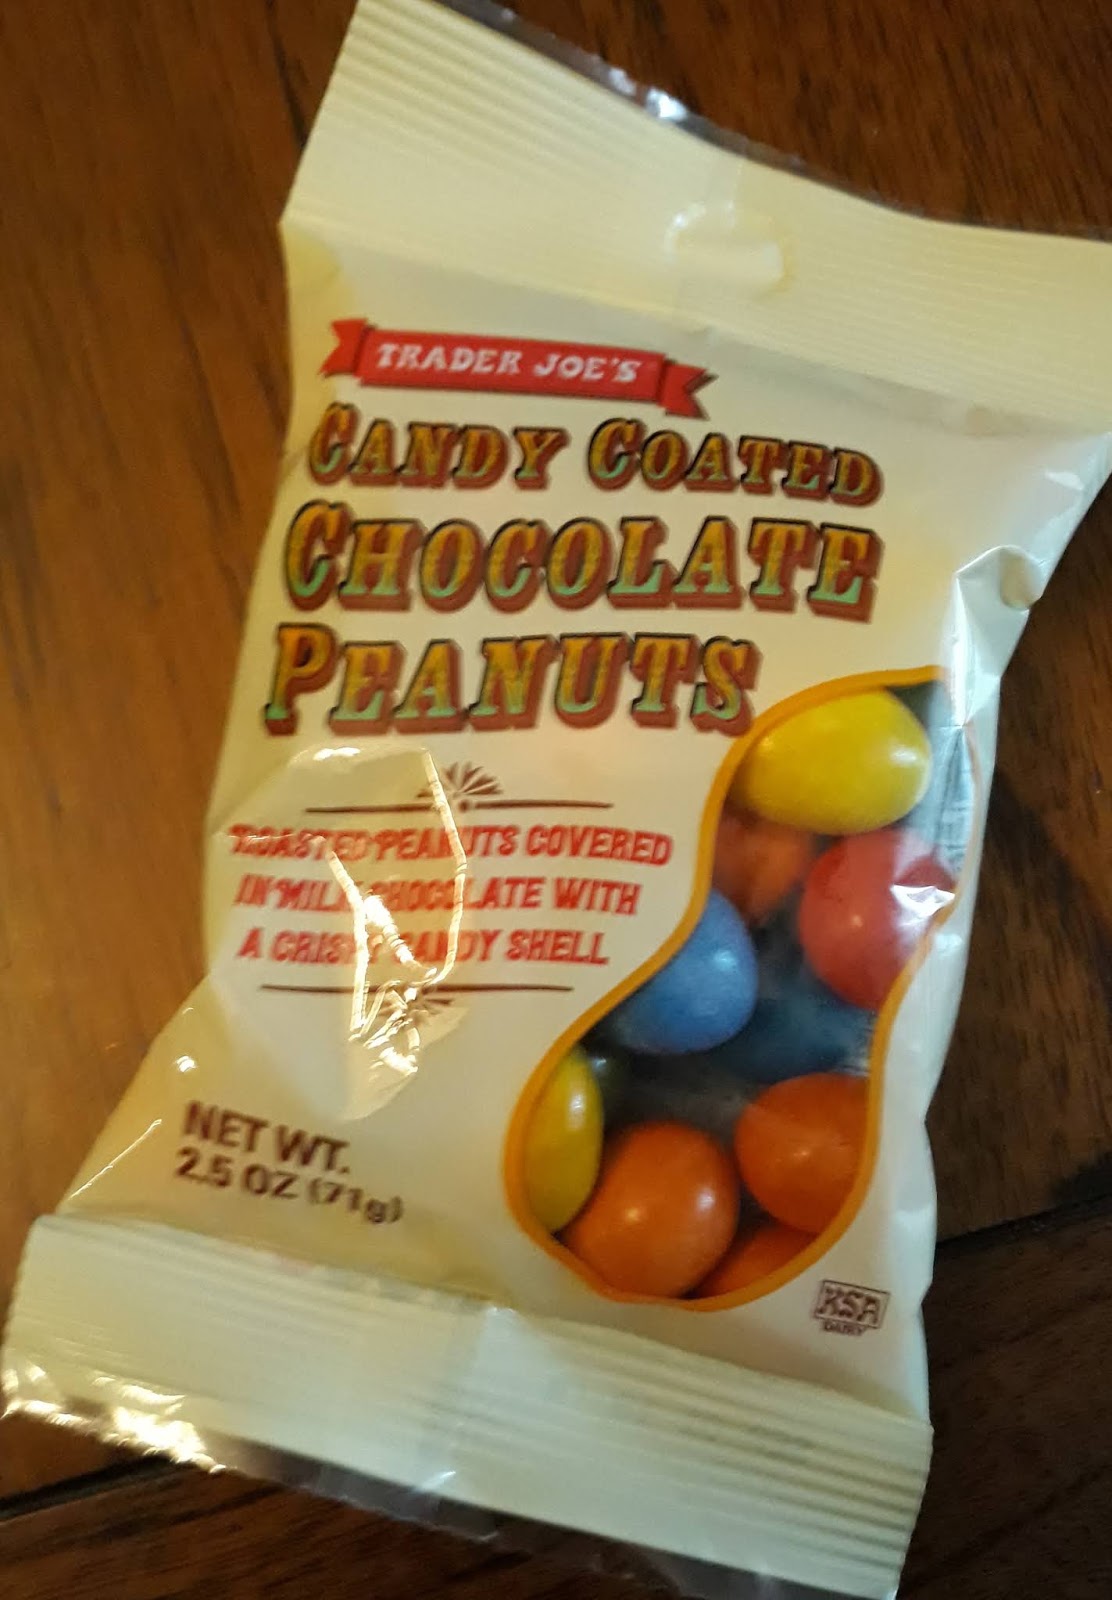 TRADER JOE'S
CANDY COATED
CHOCOLATE
PEANUTS
ROASTED PEANUTS COVERED
IN MILK CHOCOLATE WITH
A CRISPY CANDY SHELL
NET WT.
2.5 OZ (71g)
KSA
DAIRY